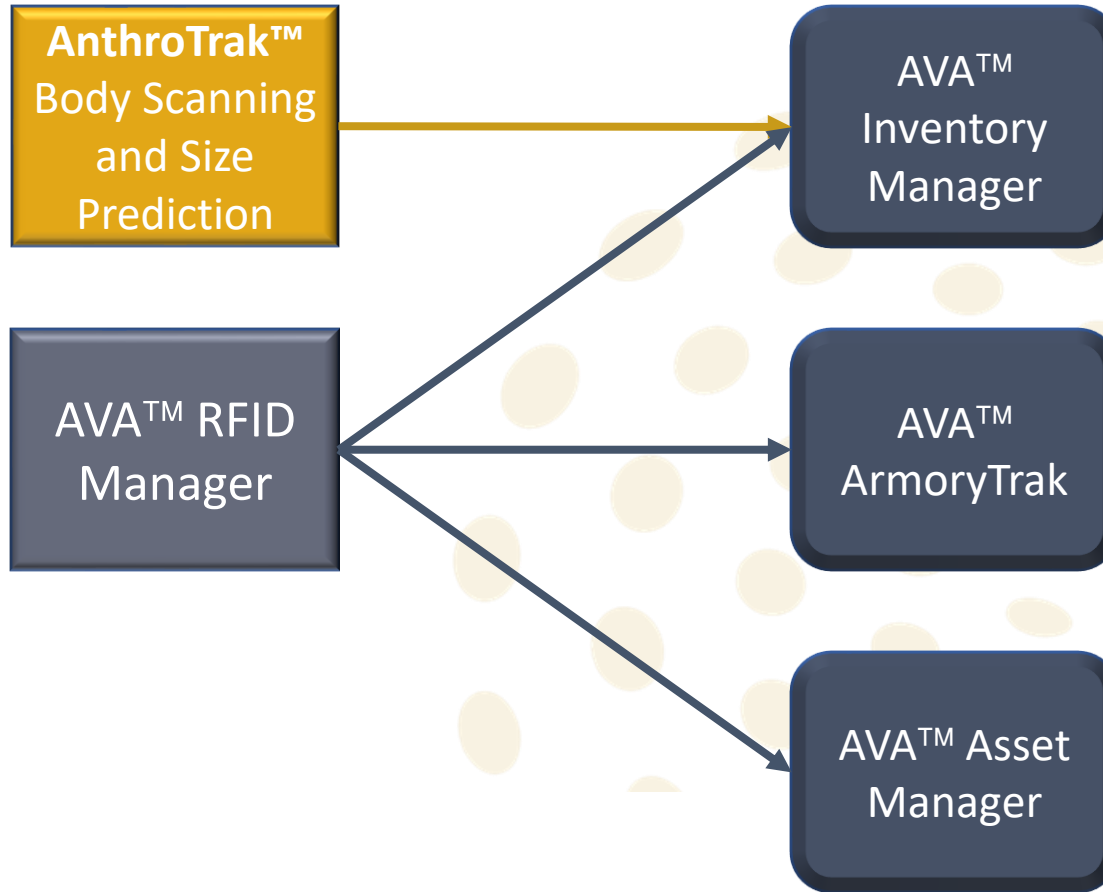 AnthroTrak™
Body Scanning
and Size
Prediction
AVA™
Inventory
Manager
AVA™ RFID
Manager
AVA™
ArmoryTrak
AVA™ Asset
Manager